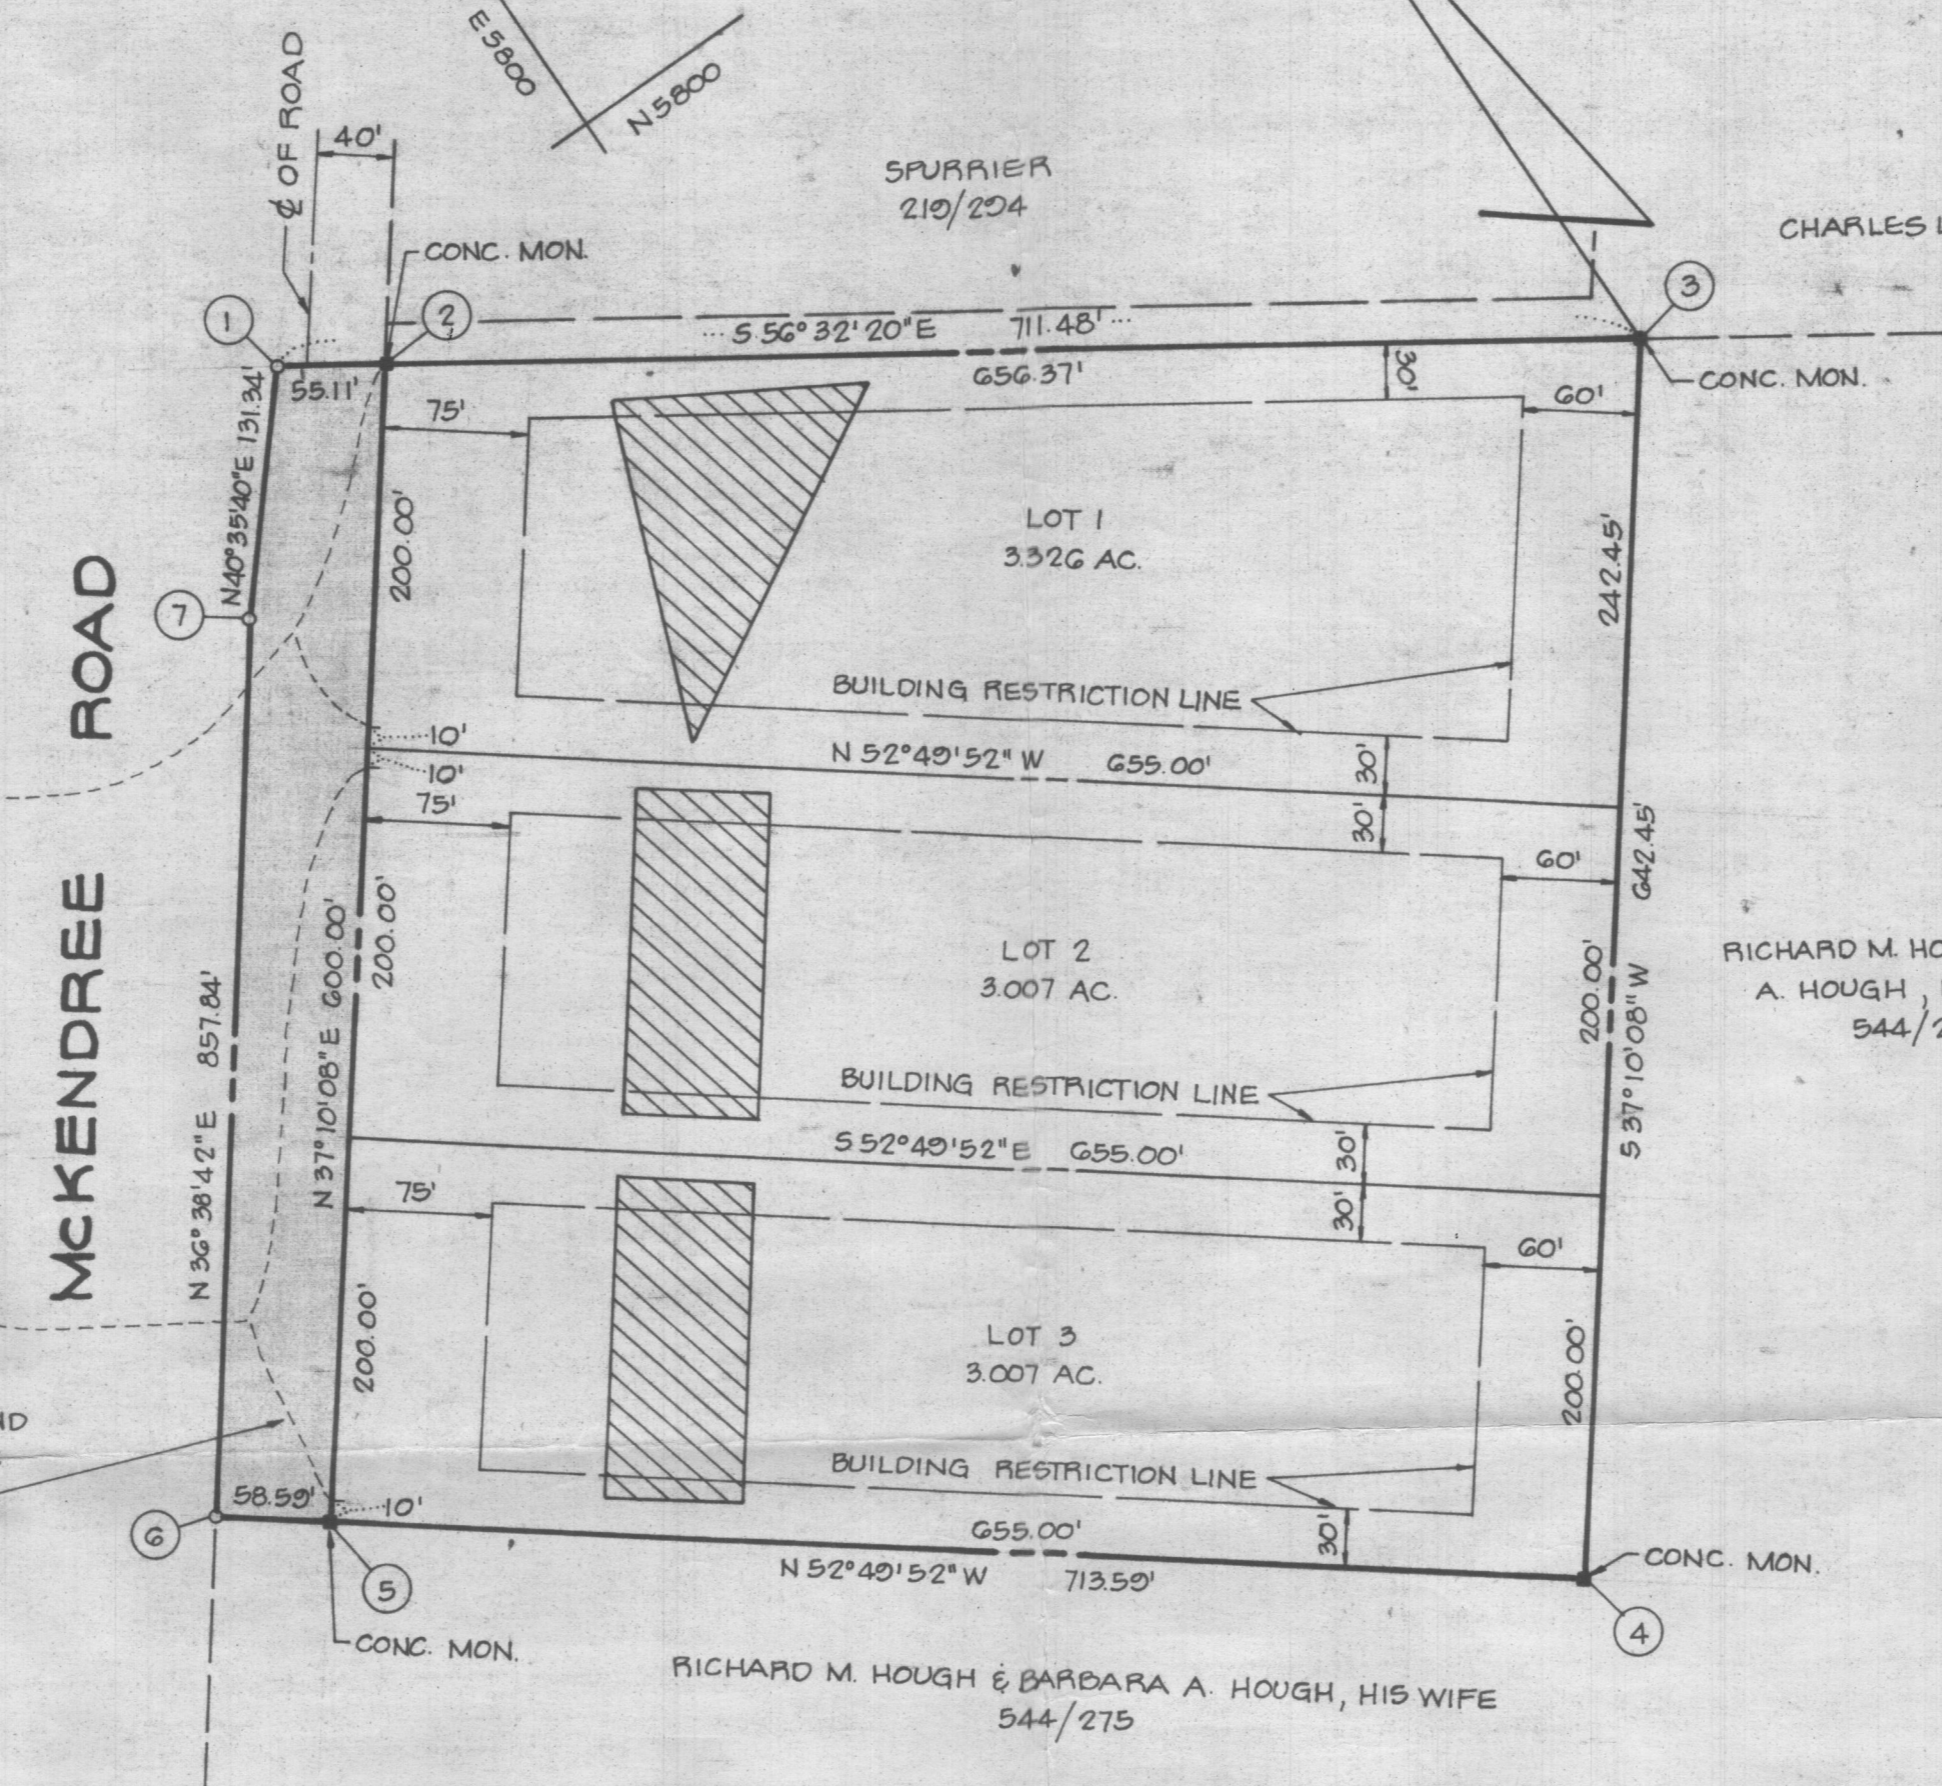 E5800
N5800
℄ OF ROAD
40'
SPURRIER
219/294
CHARLES L
CONC. MON.
1
2
3
S 56° 32' 20" E 711.48'
CONC. MON.
55.11'
656.37'
30'
60'
75'
N40°35'40"E 131.34'
200.00'
LOT 1
3.326 AC.
242.45'
7
MCKENDREE ROAD
BUILDING RESTRICTION LINE
10'
N 52°49'52" W 655.00'
30'
10'
75'
30'
60'
642.45'
S 37°10'08" W
N 37°10'08" E 600.00'
200.00'
LOT 2
3.007 AC.
200.00'
RICHARD M. HO
A. HOUGH,
544/2
N 36° 38' 42" E 857.84'
BUILDING RESTRICTION LINE
S 52°49'52" E 655.00'
30'
75'
30'
60'
200.00'
LOT 3
3.007 AC.
200.00'
ND
BUILDING RESTRICTION LINE
58.59'
10'
655.00'
30'
6
N 52°49'52" W 713.59'
CONC. MON.
5
4
CONC. MON.
RICHARD M. HOUGH & BARBARA A. HOUGH, HIS WIFE
544/275